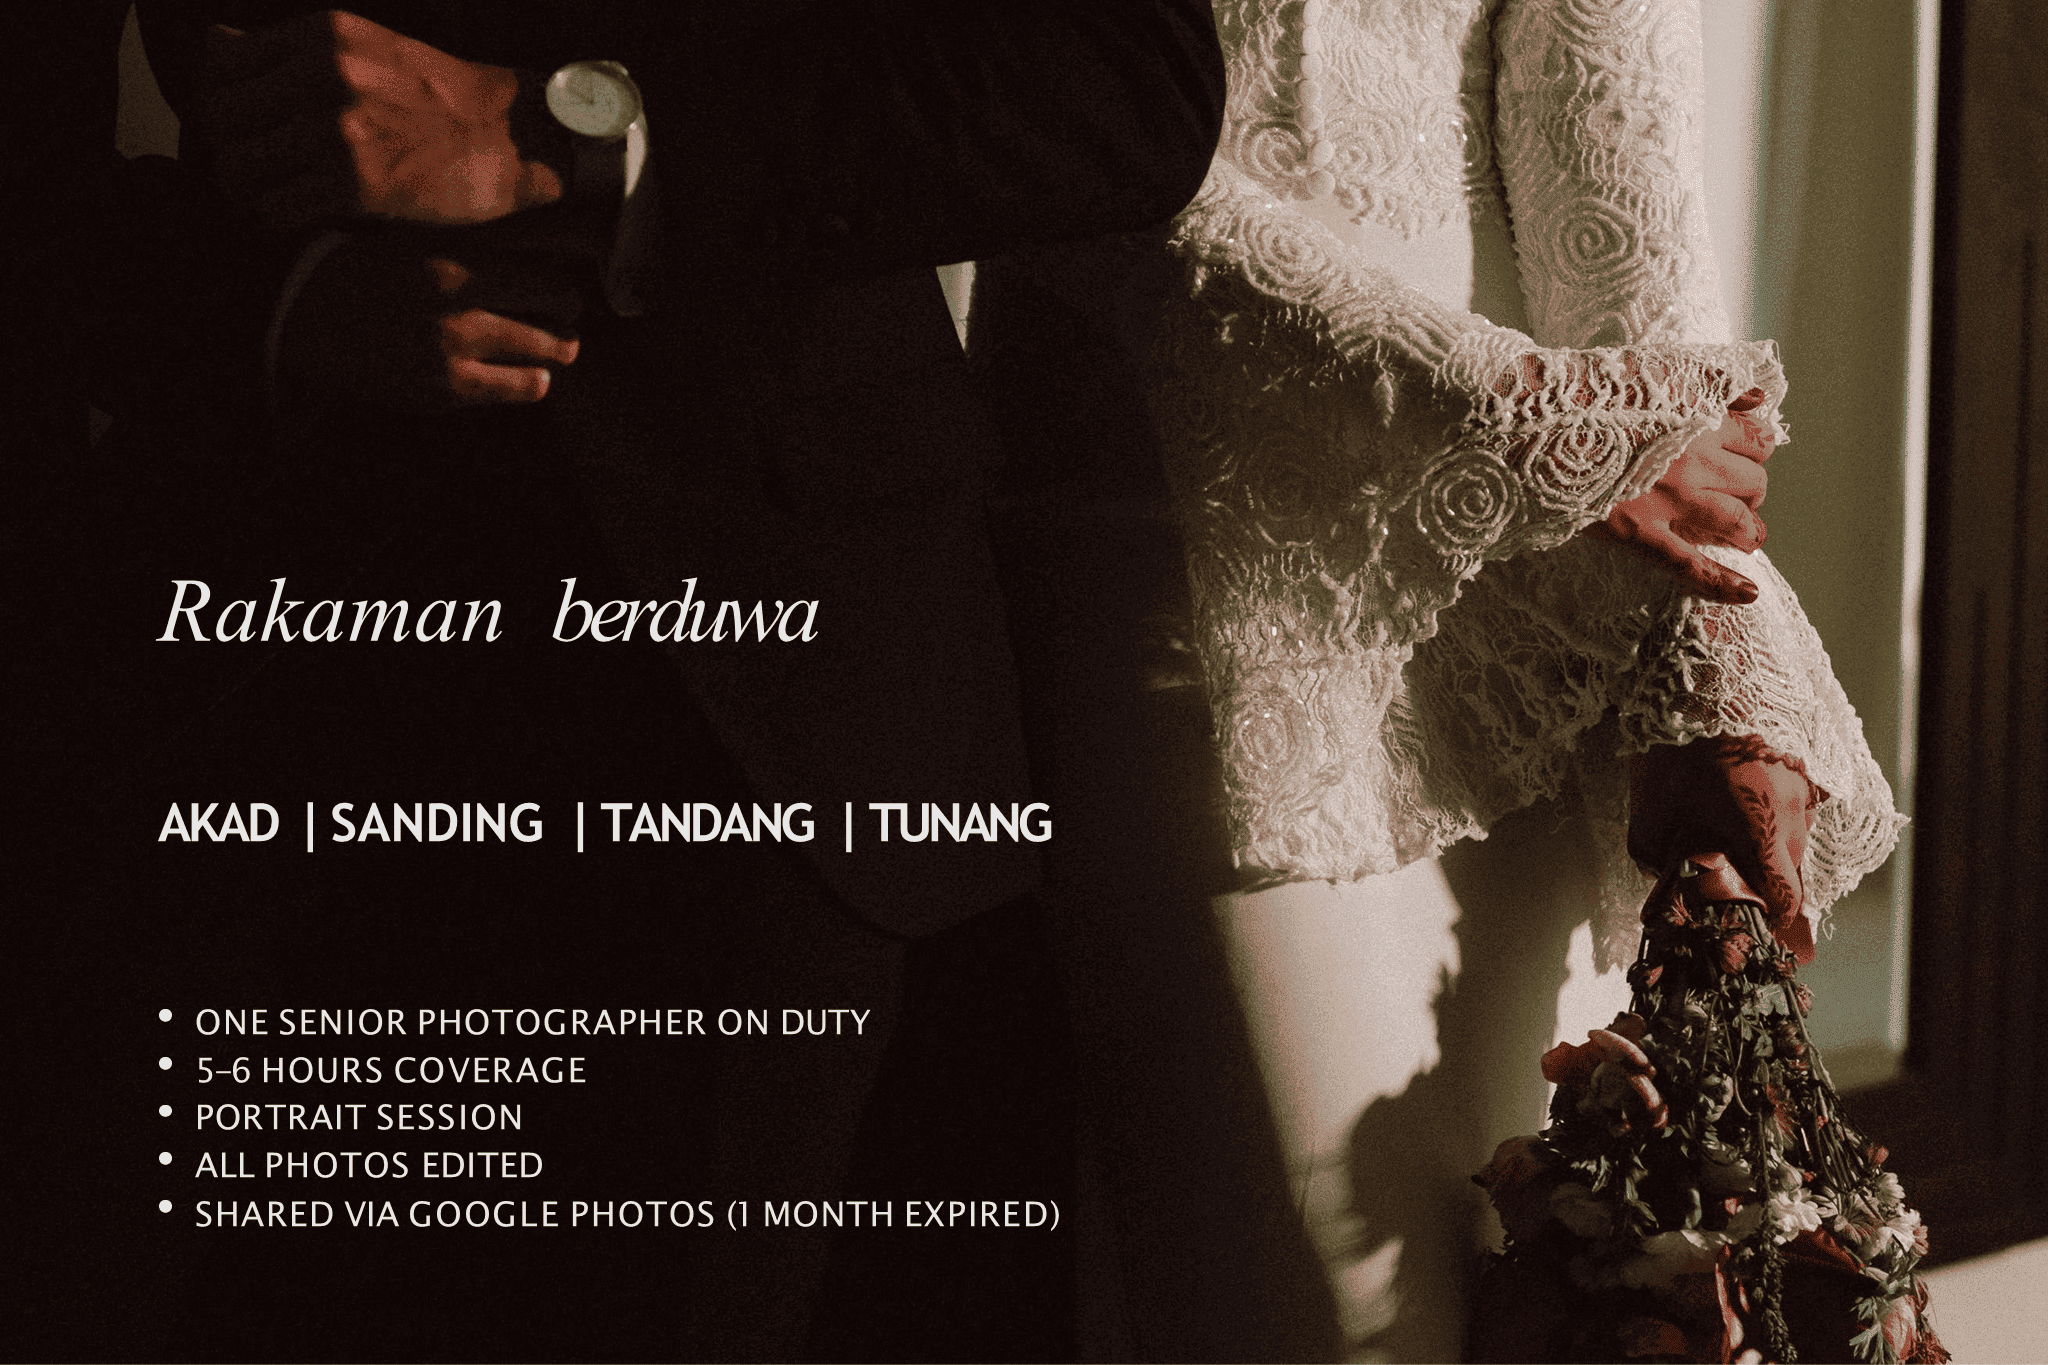 Rakaman berduwa
AKAD | SANDING | TANDANG | TUNANG
• ONE SENIOR PHOTOGRAPHER ON DUTY
• 5–6 HOURS COVERAGE
• PORTRAIT SESSION
• ALL PHOTOS EDITED
• SHARED VIA GOOGLE PHOTOS (1 MONTH EXPIRED)